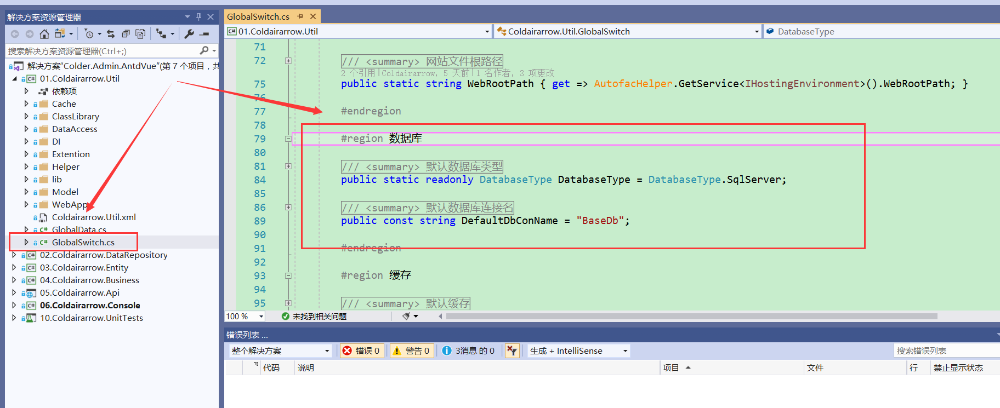 解决方案资源管理器
搜索解决方案资源管理器(Ctrl+;)
解决方案"Colder.Admin.AntdVue"(第 7 个项目，共
01.Coldairarrow.Util
依赖项
Cache
ClassLibrary
DataAccess
DI
Extention
Helper
lib
Model
WebApp
Coldairarrow.Util.xml
GlobalData.cs
GlobalSwitch.cs
02.Coldairarrow.DataRepository
03.Coldairarrow.Entity
04.Coldairarrow.Business
05.Coldairarrow.Api
06.Coldairarrow.Console
10.Coldairarrow.UnitTests
GlobalSwitch.cs
01.Coldairarrow.Util
Coldairarrow.Util.GlobalSwitch
DatabaseType
71
72 /// <summary> 网站文件根路径
2 个引用|Coldairarrow，5 天前|1 名作者，3 项更改
75 public static string WebRootPath { get => AutofacHelper.GetService<IHostingEnvironment>().WebRootPath; }
76
77 #endregion
78
79 #region 数据库
80
81 /// <summary> 默认数据库类型
84 public static readonly DatabaseType DatabaseType = DatabaseType.SqlServer;
85
86 /// <summary> 默认数据库连接名
89 public const string DefaultDbConName = "BaseDb";
90
91 #endregion
92
93 #region 缓存
94
95 /// <summary> 默认缓存
100 %
未找到相关问题
错误列表 ...
整个解决方案
错误 0
警告 0
3消息 的 0
生成 + IntelliSense
搜索错误列表
代码 说明 项目 文件 行 禁止显示状态